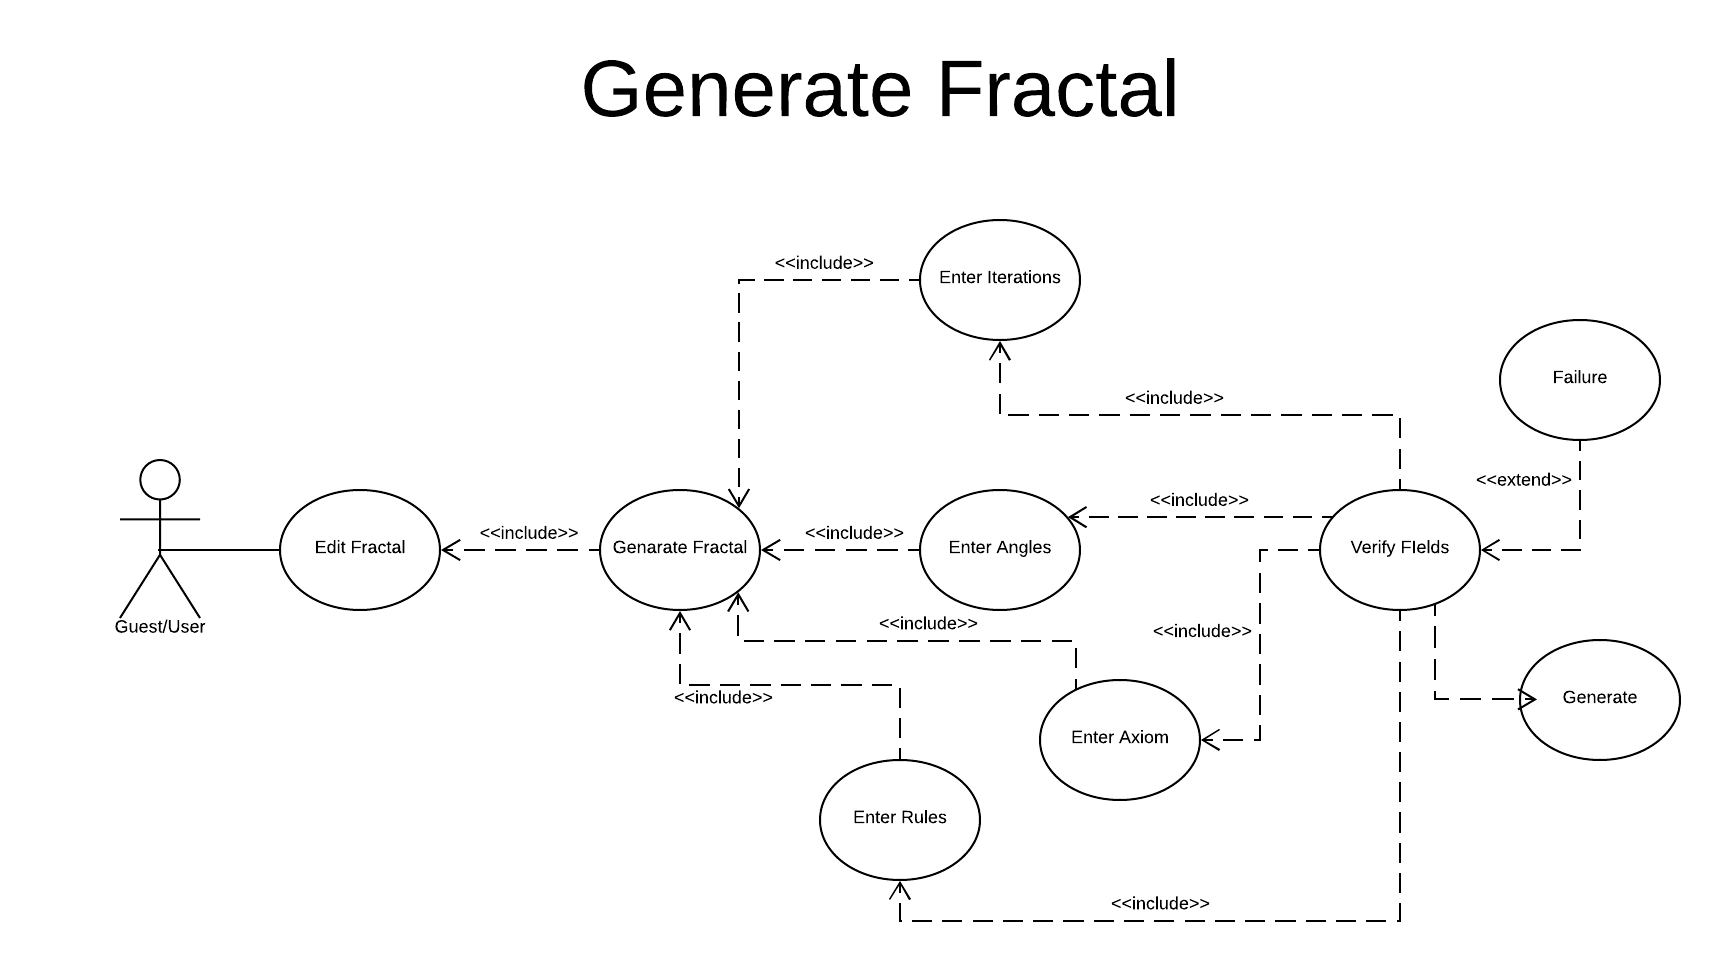 Generate Fractal
<<include>>
Enter Iterations
Failure
<<include>>
<<extend>>
<<include>>
<<include>>
<<include>>
Edit Fractal
Genarate Fractal
Enter Angles
Verify FIelds
Guest/User
<<include>>
<<include>>
<<include>>
Generate
Enter Axiom
Enter Rules
<<include>>